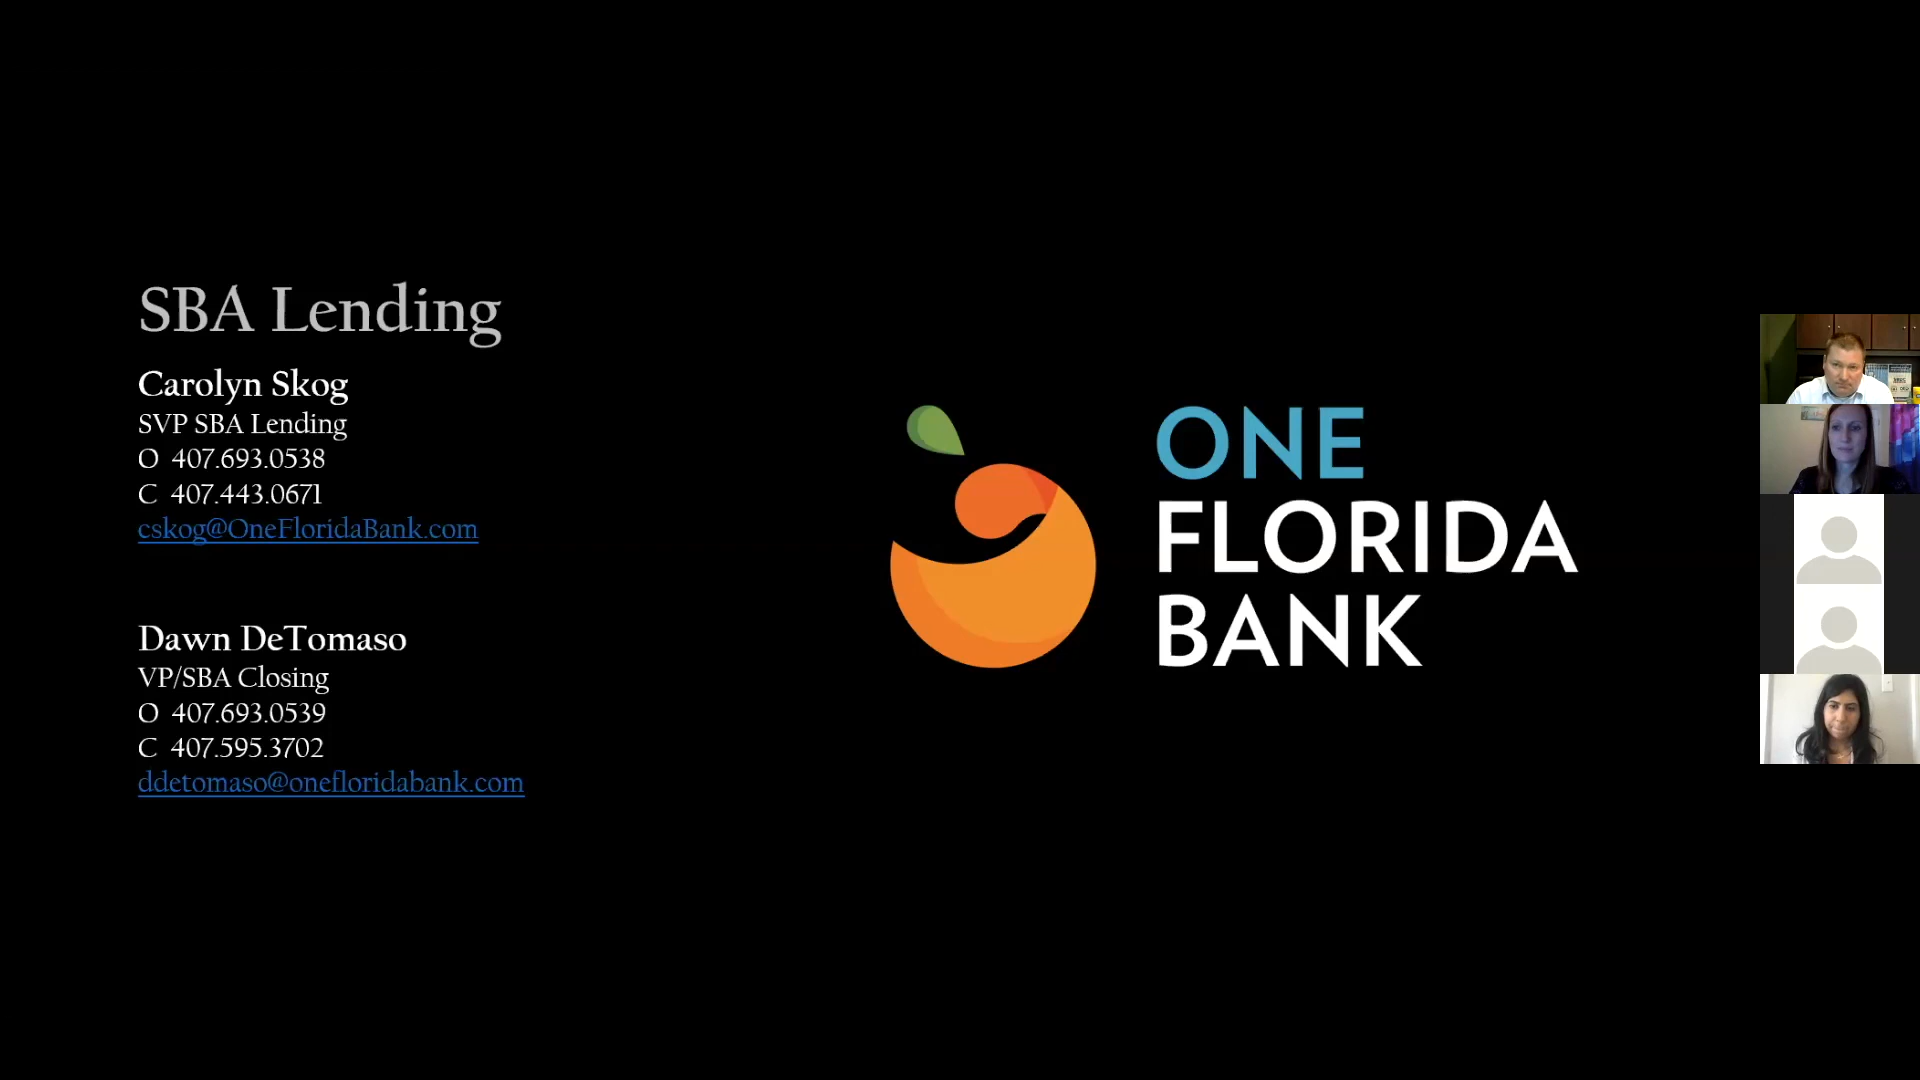 SBA Lending
Carolyn Skog
SVP SBA Lending
O 407.693.0538
C 407.443.0671
cskog@OneFloridaBank.com
Dawn DeTomaso
VP/SBA Closing
O 407.693.0539
C 407.595.3702
ddetomaso@onefloridabank.com
ONE
FLORIDA
BANK